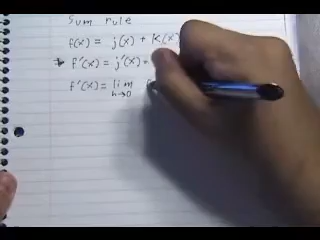 Sum rule
f(x) = j(x) + K(x
f'(x) = j'(x) +
f'(x) = lim
h→0